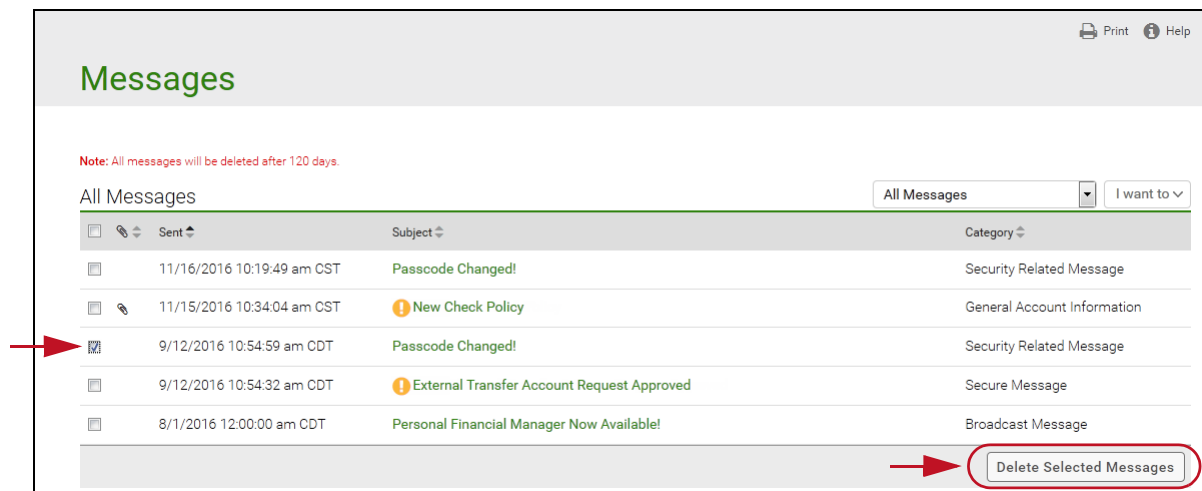 Print Help
Messages
Note: All messages will be deleted after 120 days.
All Messages All Messages I want to
Sent Subject Category
11/16/2016 10:19:49 am CST Passcode Changed! Security Related Message
11/15/2016 10:34:04 am CST New Check Policy General Account Information
9/12/2016 10:54:59 am CDT Passcode Changed! Security Related Message
9/12/2016 10:54:32 am CDT External Transfer Account Request Approved Secure Message
8/1/2016 12:00:00 am CDT Personal Financial Manager Now Available! Broadcast Message
Delete Selected Messages